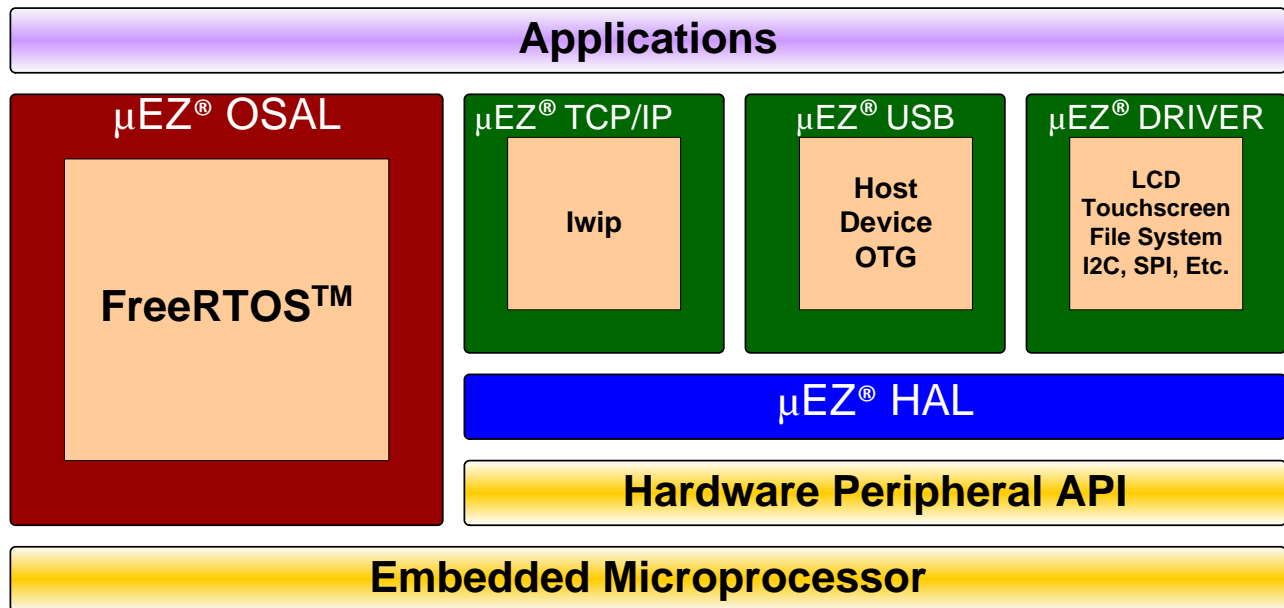 Applications
µEZ® OSAL
FreeRTOS™
µEZ® TCP/IP
lwip
µEZ® USB
Host
Device
OTG
µEZ® DRIVER
LCD
Touchscreen
File System
I2C, SPI, Etc.
µEZ® HAL
Hardware Peripheral API
Embedded Microprocessor